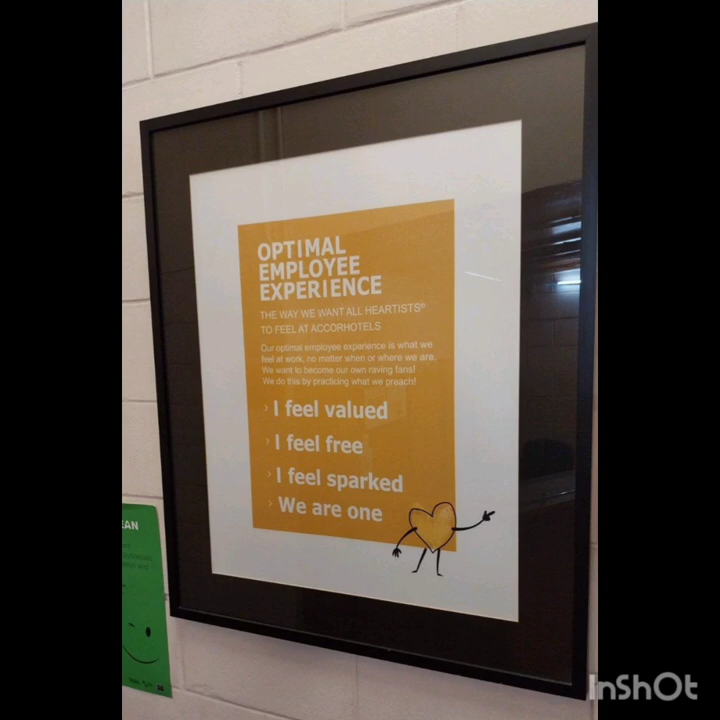 OPTIMAL
EMPLOYEE
EXPERIENCE
THE WAY WE WANT ALL HEARTISTS®
TO FEEL AT ACCORHOTELS
Our optimal employee experience is what we
feel at work, no matter when or where we are.
We want to become our own raving fans!
We do this by practicing what we preach!
› I feel valued
› I feel free
› I feel sparked
› We are one
EAN
InShOt